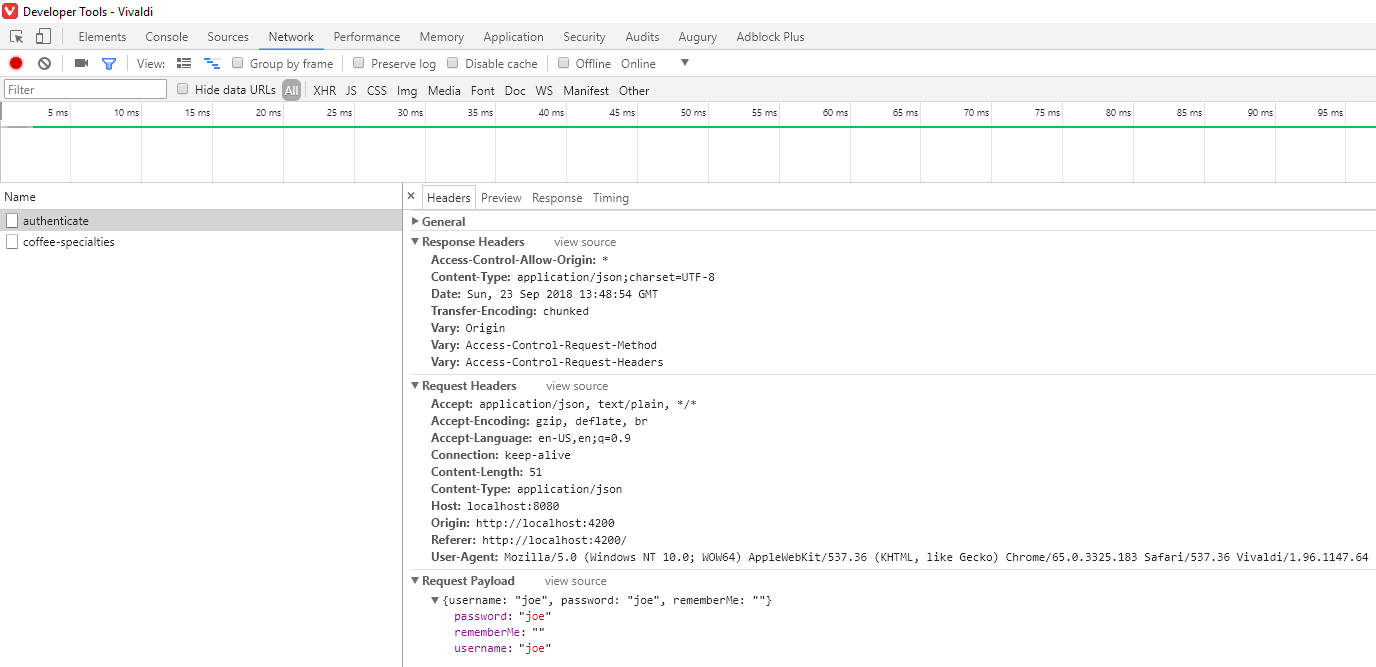 Developer Tools - Vivaldi
Elements Console Sources Network Performance Memory Application Security Audits Augury Adblock Plus
View: Group by frame Preserve log Disable cache Offline Online
Filter Hide data URLs All XHR JS CSS Img Media Font Doc WS Manifest Other
5 ms 10 ms 15 ms 20 ms 25 ms 30 ms 35 ms 40 ms 45 ms 50 ms 55 ms 60 ms 65 ms 70 ms 75 ms 80 ms 85 ms 90 ms 95 ms
Name
authenticate
coffee-specialties
× Headers Preview Response Timing
General
Response Headers view source
Access-Control-Allow-Origin: *
Content-Type: application/json;charset=UTF-8
Date: Sun, 23 Sep 2018 13:48:54 GMT
Transfer-Encoding: chunked
Vary: Origin
Vary: Access-Control-Request-Method
Vary: Access-Control-Request-Headers
Request Headers view source
Accept: application/json, text/plain, */*
Accept-Encoding: gzip, deflate, br
Accept-Language: en-US,en;q=0.9
Connection: keep-alive
Content-Length: 51
Content-Type: application/json
Host: localhost:8080
Origin: http://localhost:4200
Referer: http://localhost:4200/
User-Agent: Mozilla/5.0 (Windows NT 10.0; WOW64) AppleWebKit/537.36 (KHTML, like Gecko) Chrome/65.0.3325.183 Safari/537.36 Vivaldi/1.96.1147.64
Request Payload view source
{username: "joe", password: "joe", rememberMe: ""}
password: "joe"
rememberMe: ""
username: "joe"